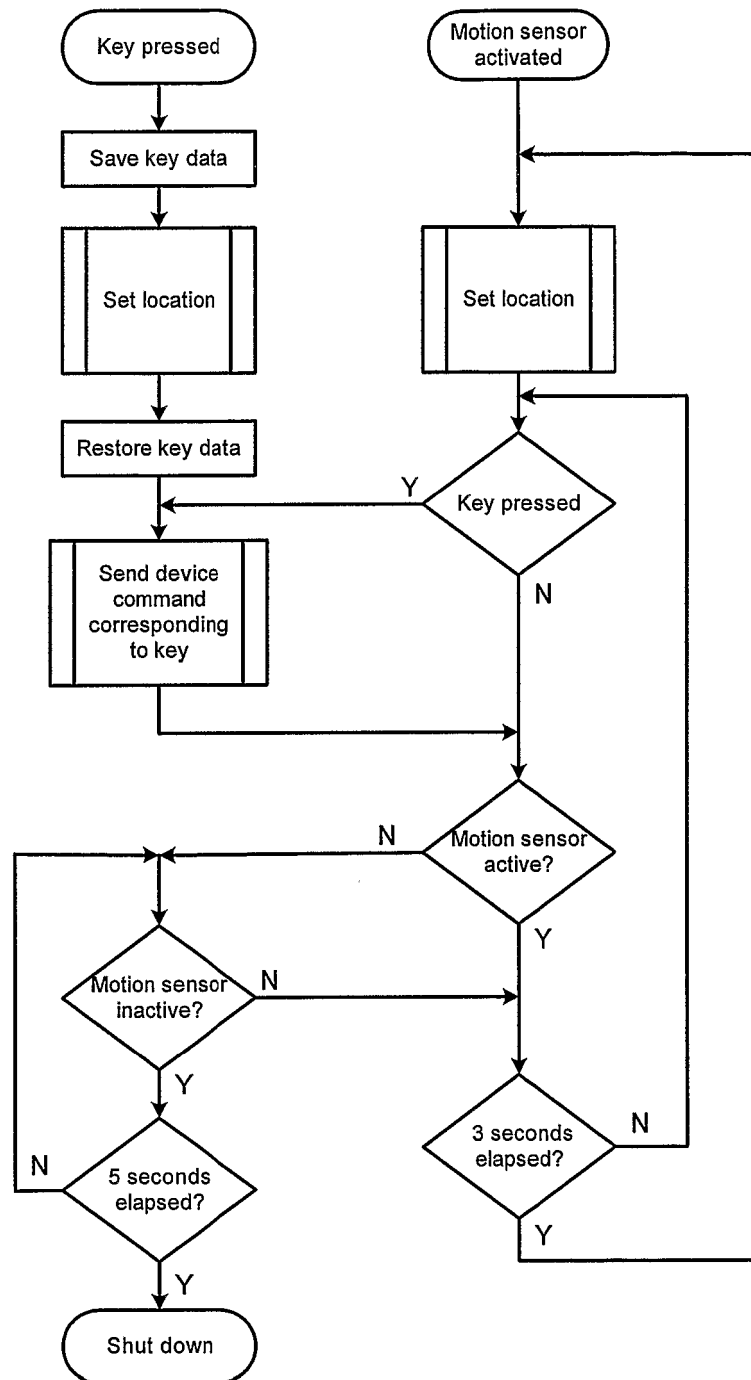 Key pressed
Motion sensor
activated
Save key data
Set location
Set location
Restore key data
Y
Key pressed
N
Send device
command
corresponding
to key
N
Motion sensor
active?
Y
Motion sensor
inactive?
N
Y
3 seconds
elapsed?
N
Y
N
5 seconds
elapsed?
Y
Shut down